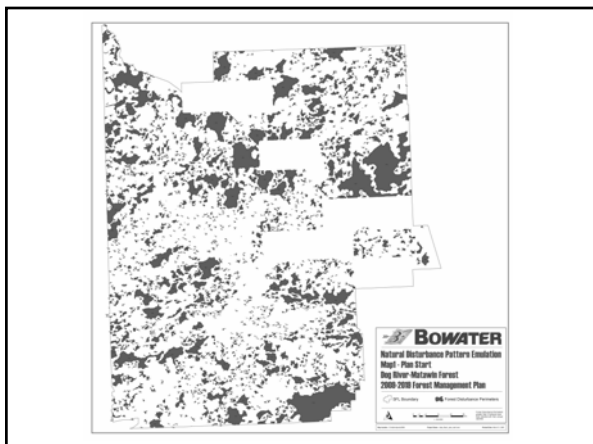 BOWATER
Natural Disturbance Pattern Emulation
Map1 - Plan Start
Dog River-Matawin Forest
2009-2019 Forest Management Plan
SFL Boundary
Forest Disturbance Perimeters